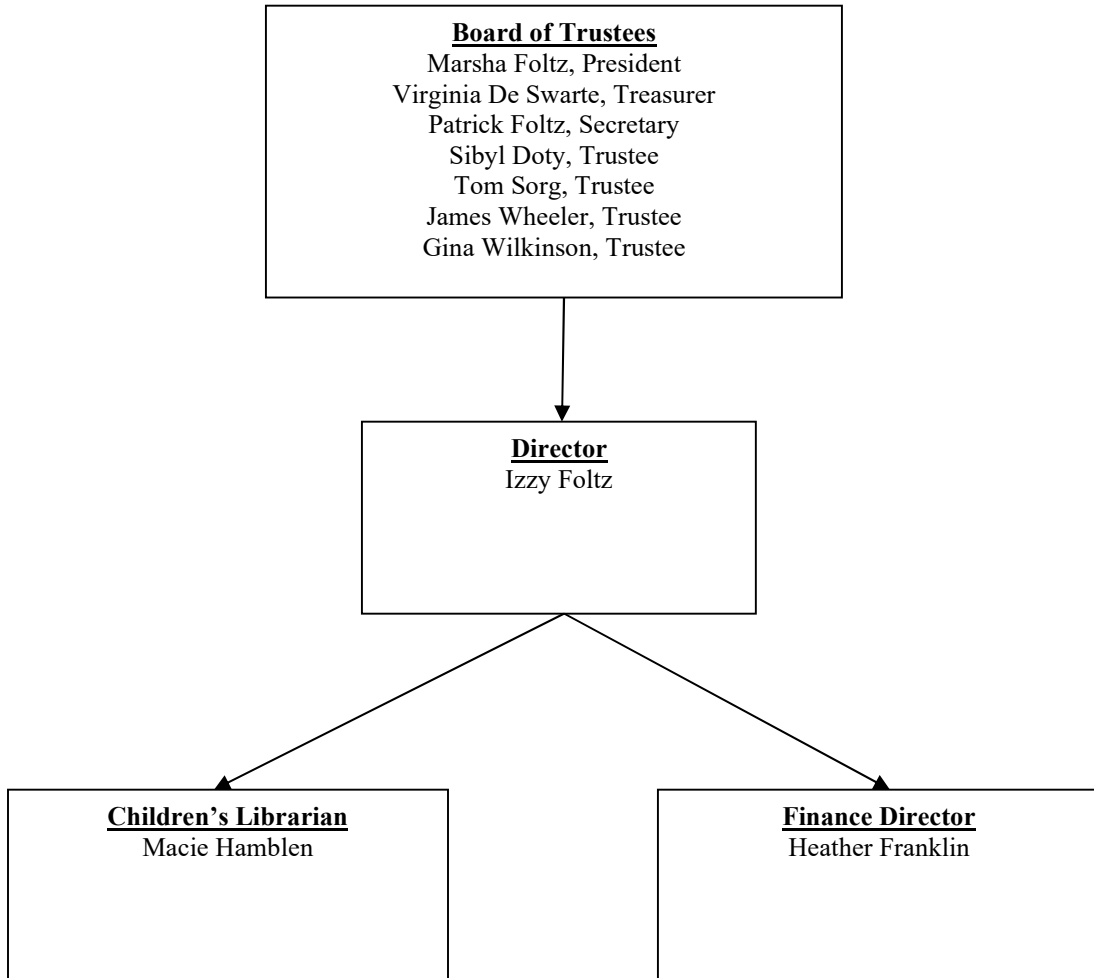 Board of Trustees
Marsha Foltz, President
Virginia De Swarte, Treasurer
Patrick Foltz, Secretary
Sibyl Doty, Trustee
Tom Sorg, Trustee
James Wheeler, Trustee
Gina Wilkinson, Trustee
Director
Izzy Foltz
Children’s Librarian
Macie Hamblen
Finance Director
Heather Franklin